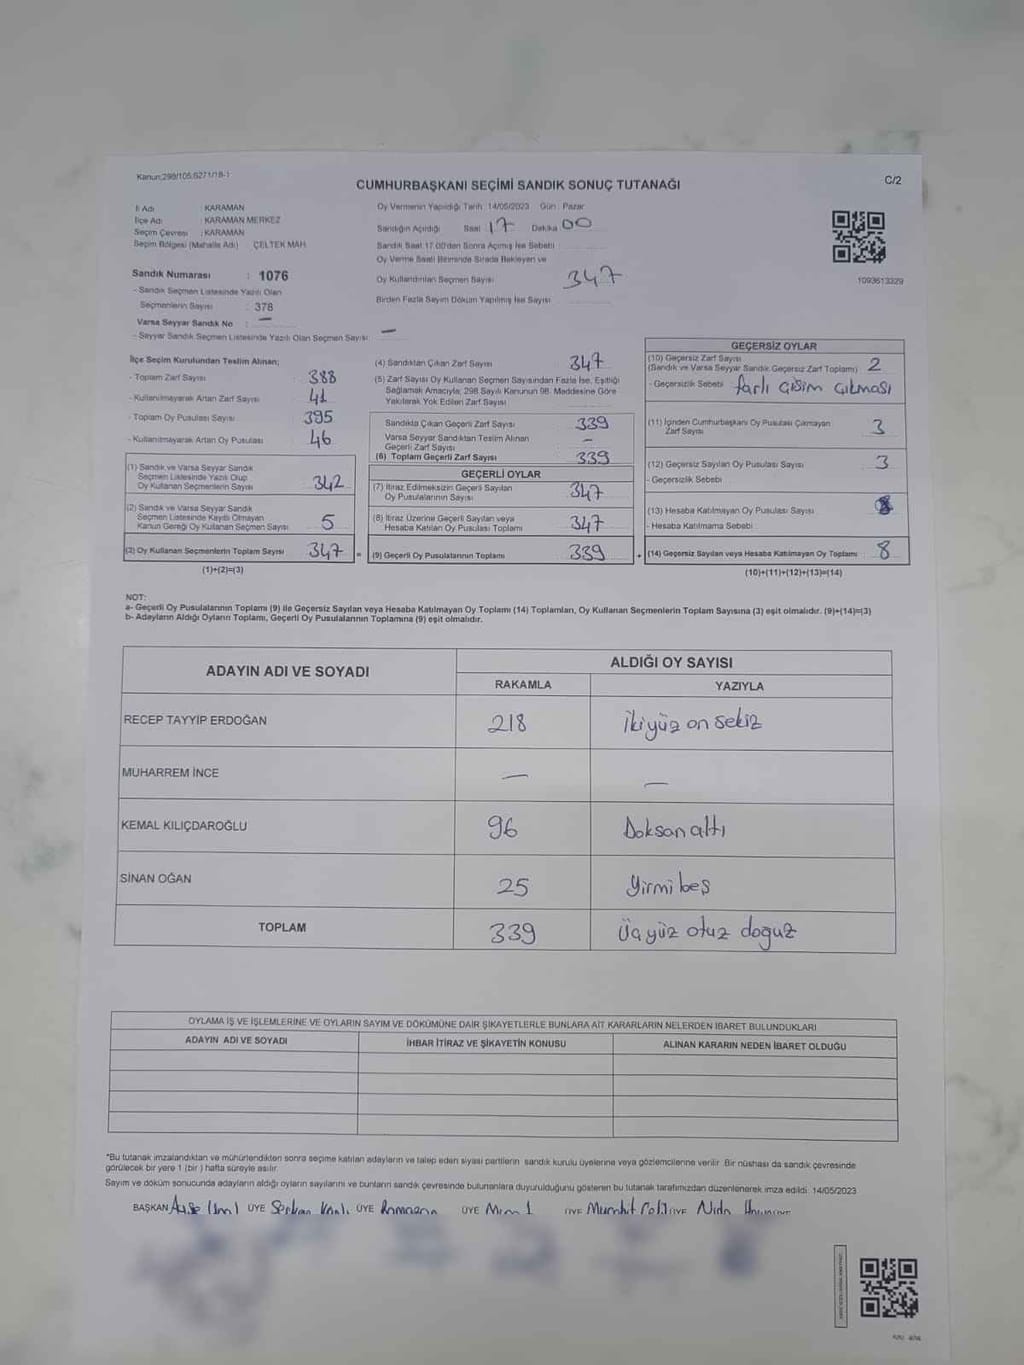 Kanun:298/105,6271/18-1
C/2
CUMHURBAŞKANI SEÇİMİ SANDIK SONUÇ TUTANAĞI
İl Adı : KARAMAN
İlçe Adı : KARAMAN MERKEZ
Seçim Çevresi : KARAMAN
Seçim Bölgesi (Mahalle Adı) ÇELTEK MAH.
Sandık Numarası : 1076
- Sandık Seçmen Listesinde Yazılı Olan
Seçmenlerin Sayısı : 378
Varsa Seyyar Sandık No : —
- Seyyar Sandık Seçmen Listesinde Yazılı Olan Seçmen Sayısı: —
Oy Vermenin Yapıldığı Tarih :14/05/2023 Gün : Pazar
Sandığın Açıldığı Saat : 17 Dakika 00
Sandık Saat 17.00'den Sonra Açılmış İse Sebebi
Oy Verme Saati Bitiminde Sırada Bekleyen ve
Oy Kullandırılan Seçmen Sayısı 347
Birden Fazla Sayım Döküm Yapılmış İse Sayısı
1093613329
İlçe Seçim Kurulundan Teslim Alınan;
- Toplam Zarf Sayısı 388
- Kullanılmayarak Artan Zarf Sayısı 41
- Toplam Oy Pusulası Sayısı 395
- Kullanılmayarak Artan Oy Pusulası 46
(1) Sandık ve Varsa Seyyar Sandık
Seçmen Listesinde Yazılı Olup
Oy Kullanan Seçmenlerin Sayısı 342
(2) Sandık ve Varsa Seyyar Sandık
Seçmen Listesinde Kayıtlı Olmayan
Kanun Gereği Oy Kullanan Seçmen Sayısı 5
(3) Oy Kullanan Seçmenlerin Toplam Sayısı 347 =
(1)+(2)=(3)
(4) Sandıktan Çıkan Zarf Sayısı 347
(5) Zarf Sayısı Oy Kullanan Seçmen Sayısından Fazla İse, Eşitliği
Sağlamak Amacıyla; 298 Sayılı Kanunun 98. Maddesine Göre
Yakılarak Yok Edilen Zarf Sayısı
Sandıkta Çıkan Geçerli Zarf Sayısı 339
Varsa Seyyar Sandıktan Teslim Alınan
Geçerli Zarf Sayısı —
(6) Toplam Geçerli Zarf Sayısı 339
GEÇERLİ OYLAR
(7) İtiraz Edilmeksizin Geçerli Sayılan
Oy Pusulalarının Sayısı 347
(8) İtiraz Üzerine Geçerli Sayılan veya
Hesaba Katılan Oy Pusulası Toplamı 347
(9) Geçerli Oy Pusulalarının Toplamı 339 +
GEÇERSİZ OYLAR
(10) Geçersiz Zarf Sayısı
(Sandık ve Varsa Seyyar Sandık Geçersiz Zarf Toplamı) 2
- Geçersizlik Sebebi farlı Cisim Çıkması
(11) İçinden Cumhurbaşkanı Oy Pusulası Çıkmayan
Zarf Sayısı 3
(12) Geçersiz Sayılan Oy Pusulası Sayısı 3
- Geçersizlik Sebebi
(13) Hesaba Katılmayan Oy Pusulası Sayısı
- Hesaba Katılmama Sebebi
(14) Geçersiz Sayılan veya Hesaba Katılmayan Oy Toplamı 8
(10)+(11)+(12)+(13)=(14)
NOT:
a- Geçerli Oy Pusulalarının Toplamı (9) ile Geçersiz Sayılan veya Hesaba Katılmayan Oy Toplamı (14) Toplamları, Oy Kullanan Seçmenlerin Toplam Sayısına (3) eşit olmalıdır. (9)+(14)=(3)
b- Adayların Aldığı Oyların Toplamı, Geçerli Oy Pusulalarının Toplamına (9) eşit olmalıdır.
ADAYIN ADI VE SOYADI
ALDIĞI OY SAYISI
RAKAMLA YAZIYLA
RECEP TAYYİP ERDOĞAN 218 İkiyüz on sekiz
MUHARREM İNCE — —
KEMAL KILIÇDAROĞLU 96 Doksan altı
SİNAN OĞAN 25 Yirmi beş
TOPLAM 339 Üçyüz otuz doguz
OYLAMA İŞ VE İŞLEMLERİNE VE OYLARIN SAYIM VE DÖKÜMÜNE DAİR ŞİKAYETLERLE BUNLARA AİT KARARLARIN NELERDEN İBARET BULUNDUKLARI
ADAYIN ADI VE SOYADI İHBAR İTİRAZ VE ŞİKAYETİN KONUSU ALINAN KARARIN NEDEN İBARET OLDUĞU
*Bu tutanak imzalandıktan ve mühürlendikten sonra seçime katılan adayların ve talep eden siyasi partilerin sandık kurulu üyelerine veya gözlemcilerine verilir. Bir nüshası da sandık çevresinde
görülecek bir yere 1 (bir ) hafta süreyle asılır.
Sayım ve döküm sonucunda adayların aldığı oyların sayılarını ve bunların sandık çevresinde bulunanlara duyurulduğunu gösteren bu tutanak tarafımızdan düzenlenerek imza edildi. 14/05/2023
BAŞKAN Ayşe ÜYE Serkan ÜYE Ramazan ÜYE ÜYE ÜYE Nida